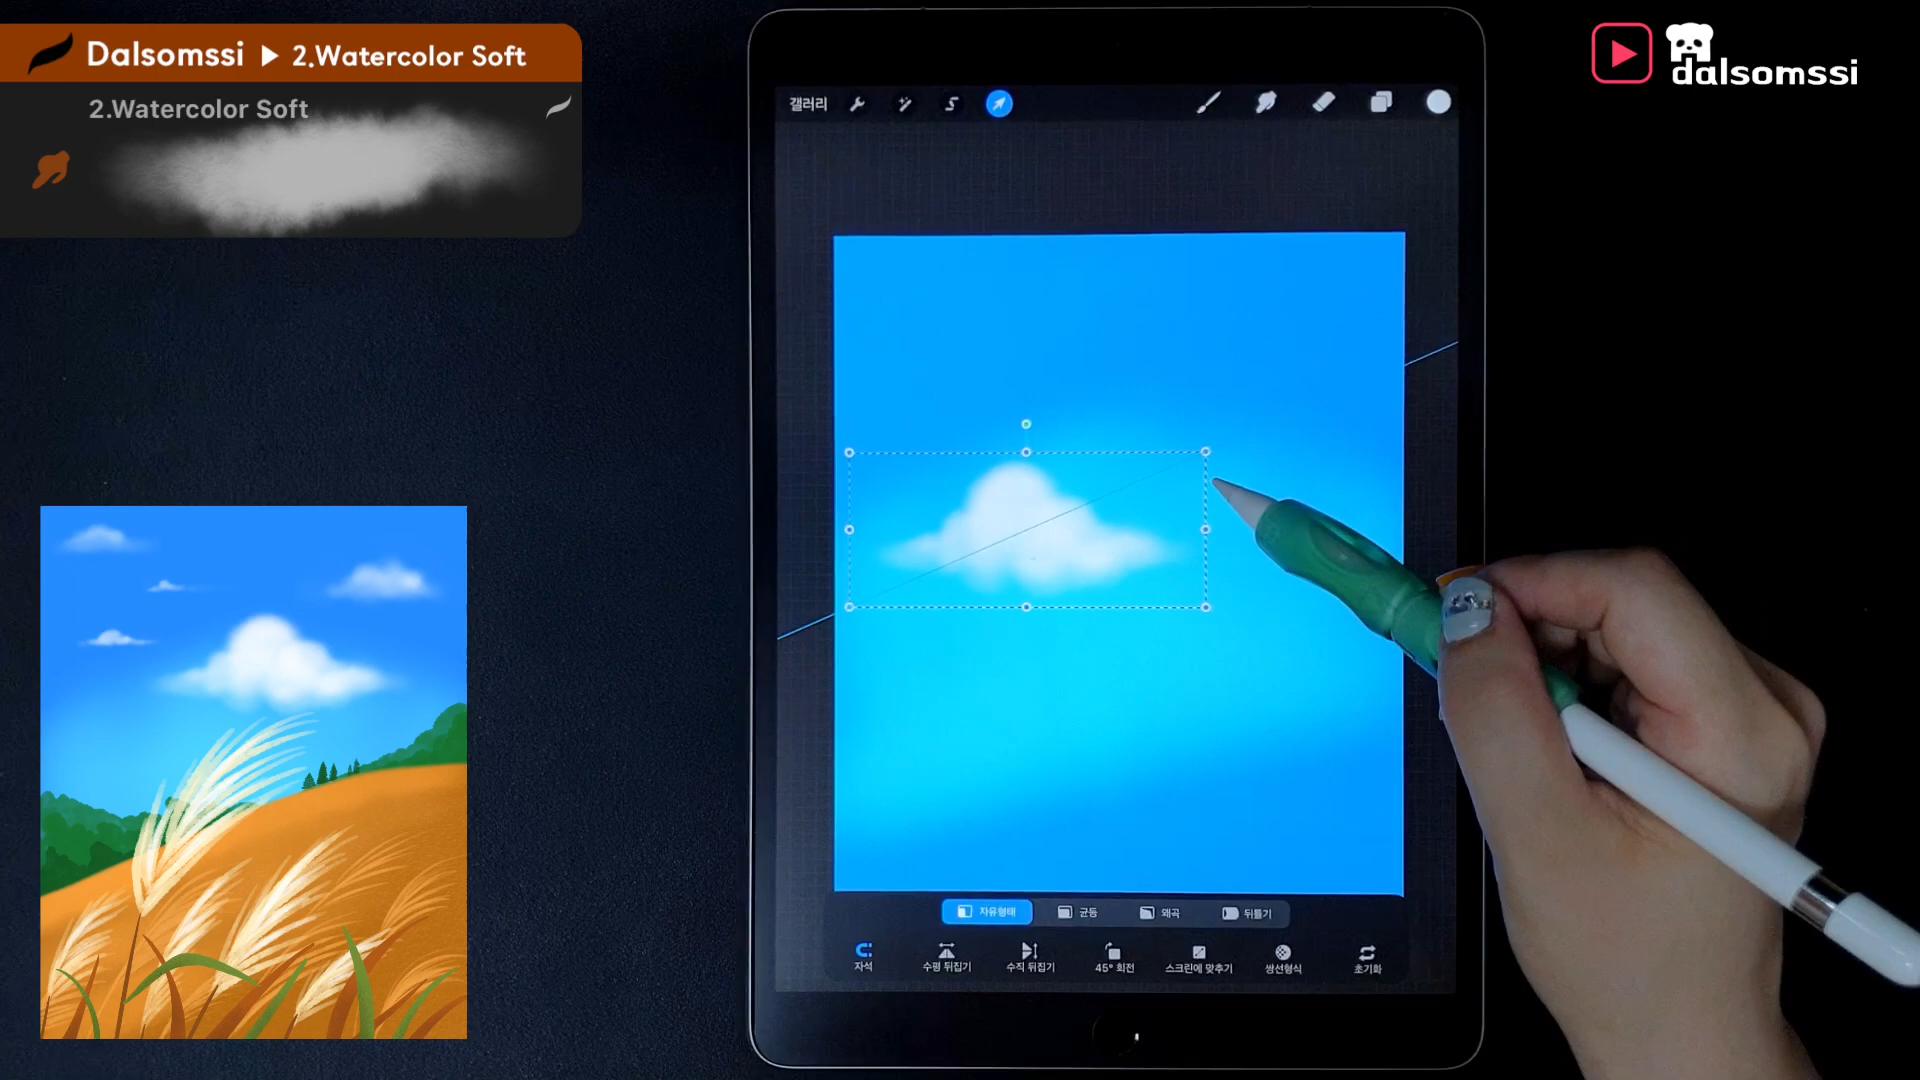 Dalsomssi ▶ 2.Watercolor Soft
2.Watercolor Soft
dalsomssi
갤러리
자유형태
균등
왜곡
뒤틀기
자석
수평 뒤집기
수직 뒤집기
45° 회전
스크린에 맞추기
쌍선형식
초기화